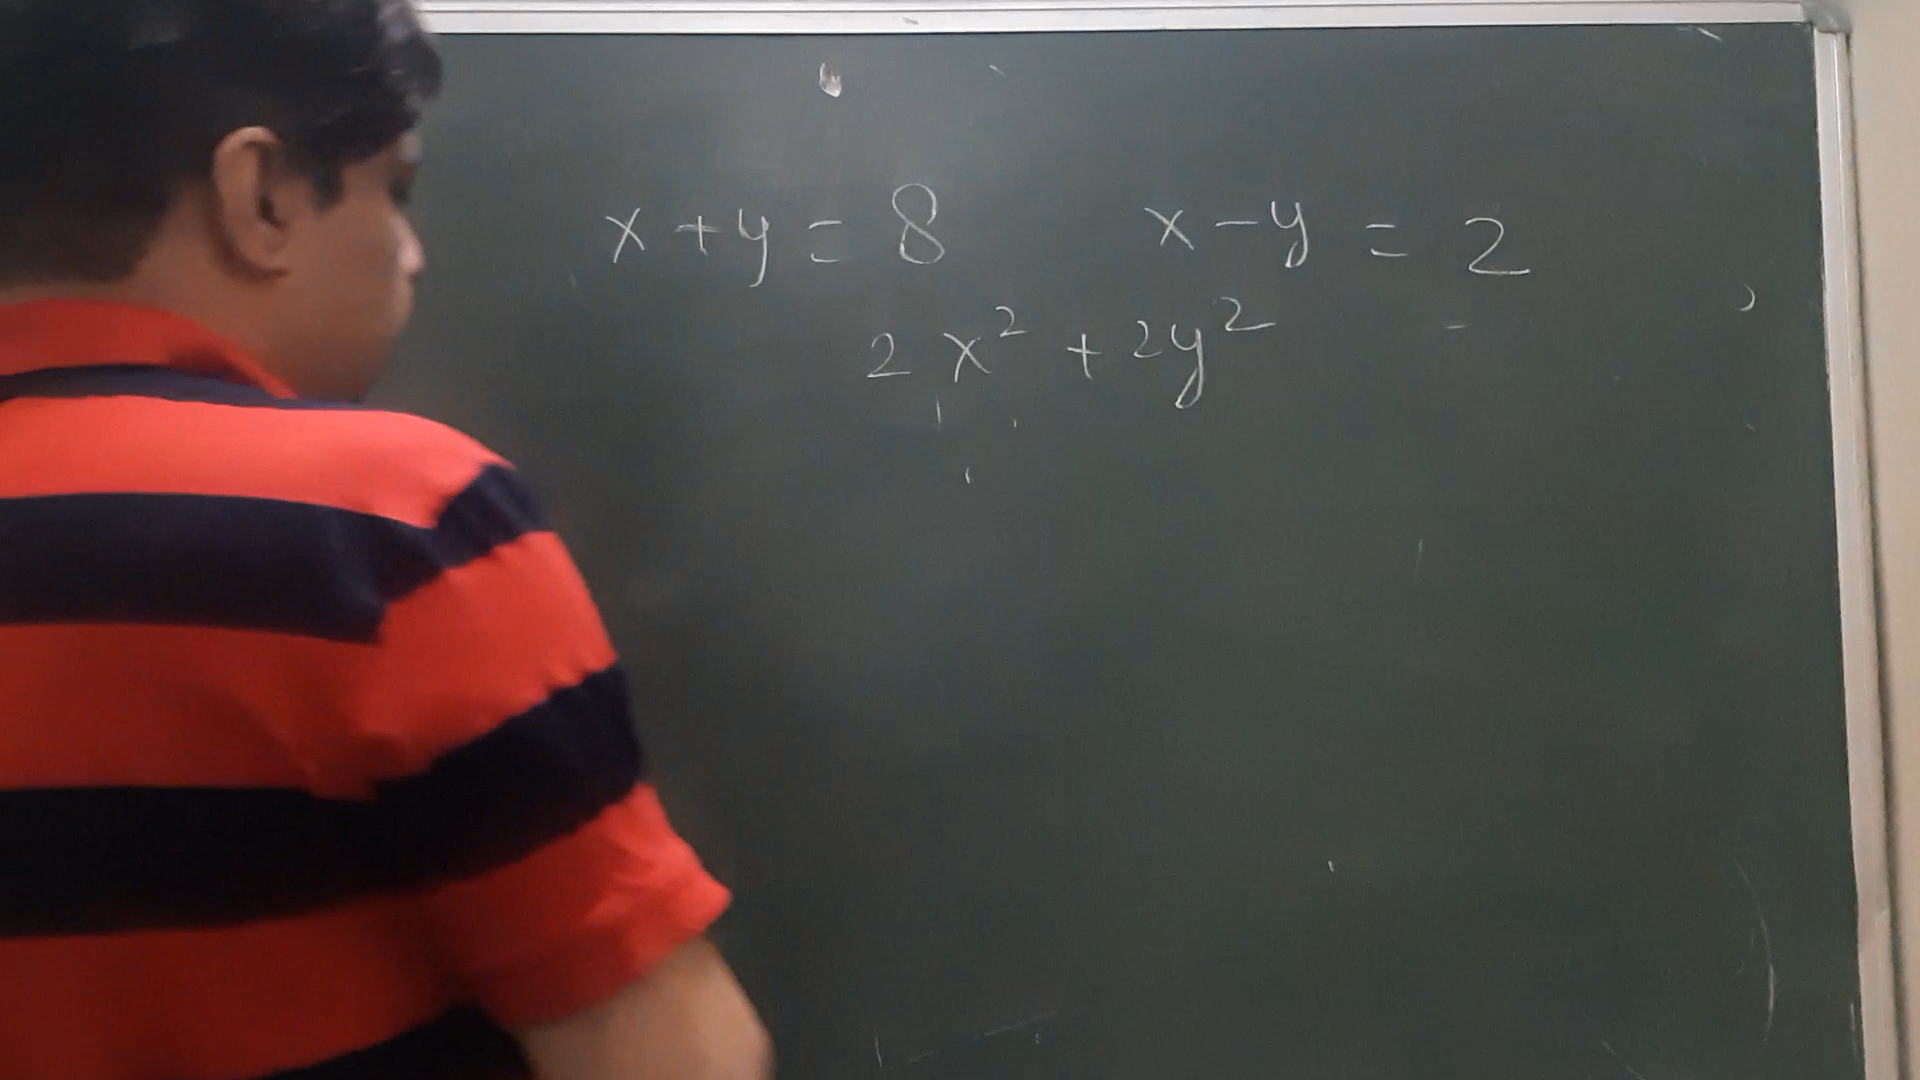 x + y = 8 x - y = 2
2x² + 2y²